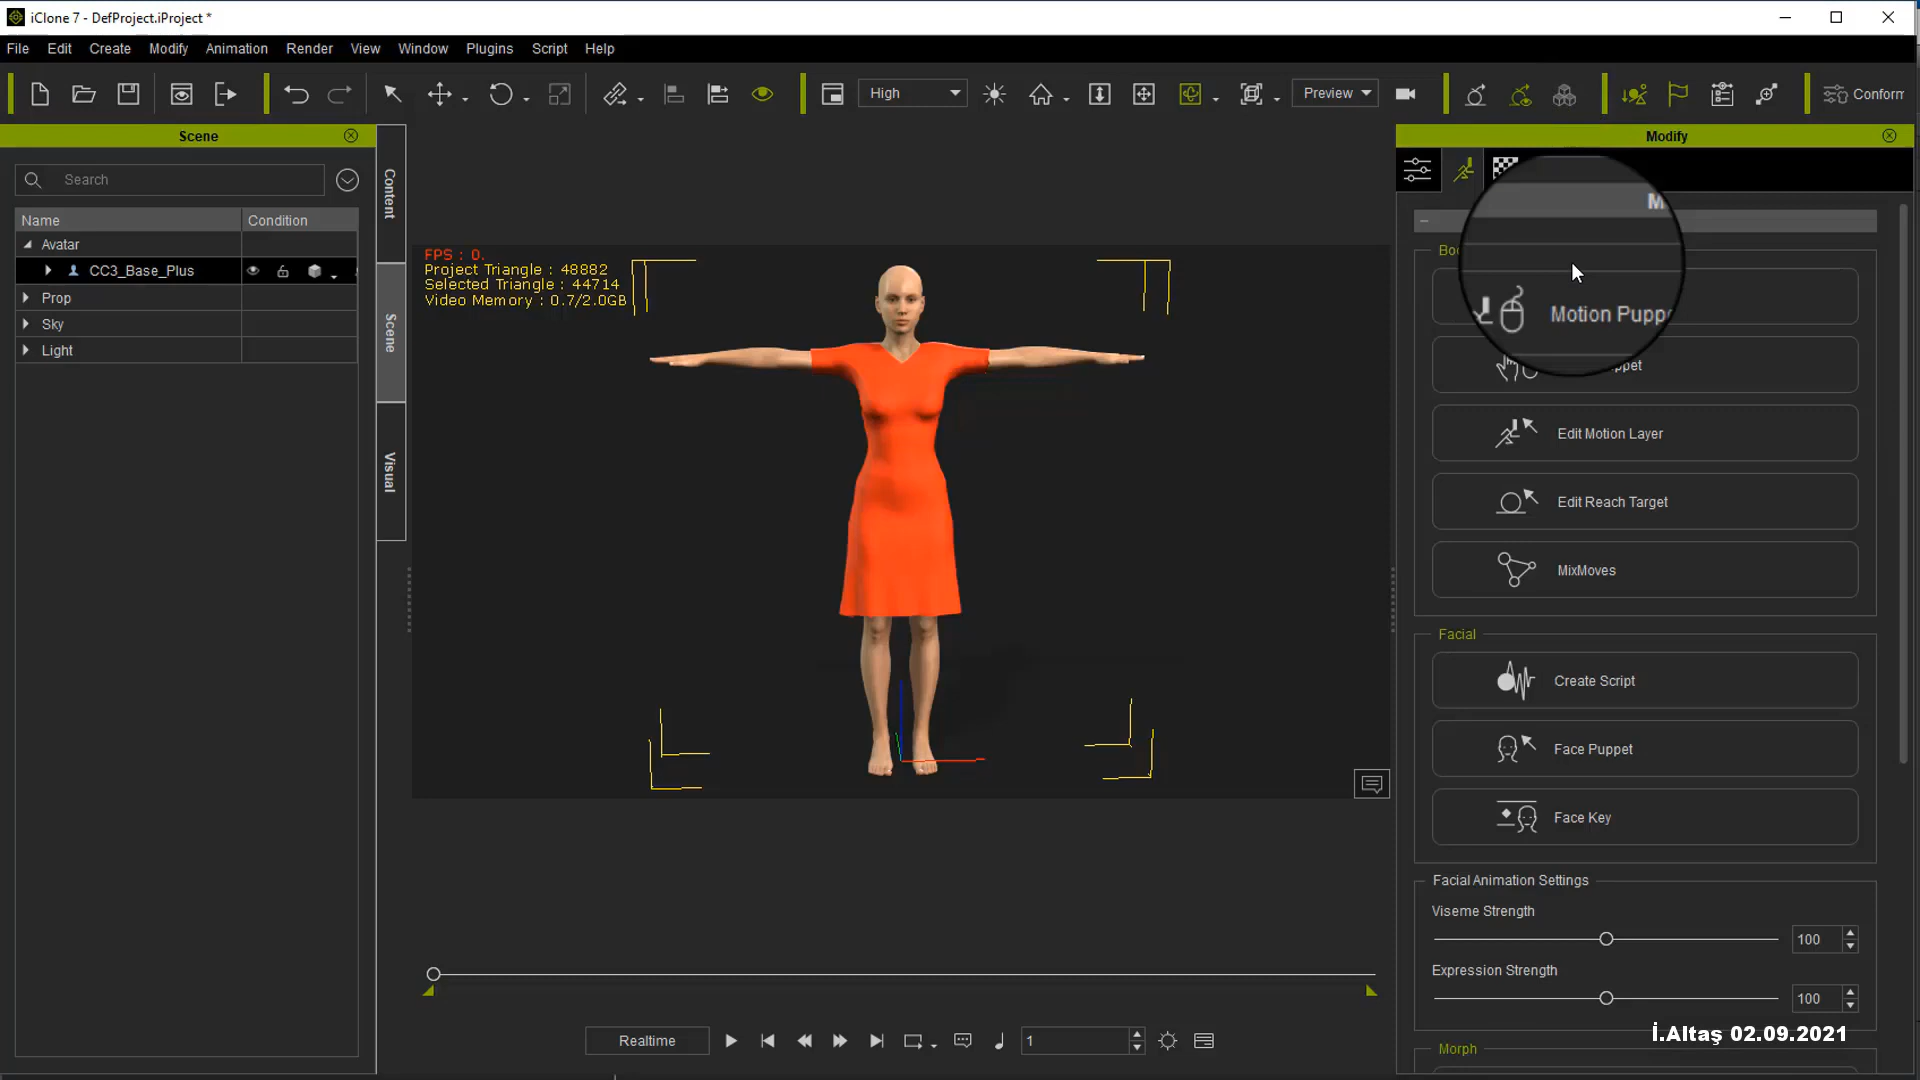 iClone 7 - DefProject.iProject *
File Edit Create Modify Animation Render View Window Plugins Script Help
High
Preview
Conform
Scene
Search
Name Condition
Avatar
CC3_Base_Plus
Prop
Sky
Light
Content
Scene
Visual
FPS : 0.
Project Triangle : 48882
Selected Triangle : 44714
Video Memory : 0.7/2.0GB
Modify
Motion
Edit Motion Layer
Edit Reach Target
MixMoves
Facial
Create Script
Face Puppet
Face Key
Facial Animation Settings
Viseme Strength
100
Expression Strength
100
Morph
Realtime
1
İ.Altaş 02.09.2021